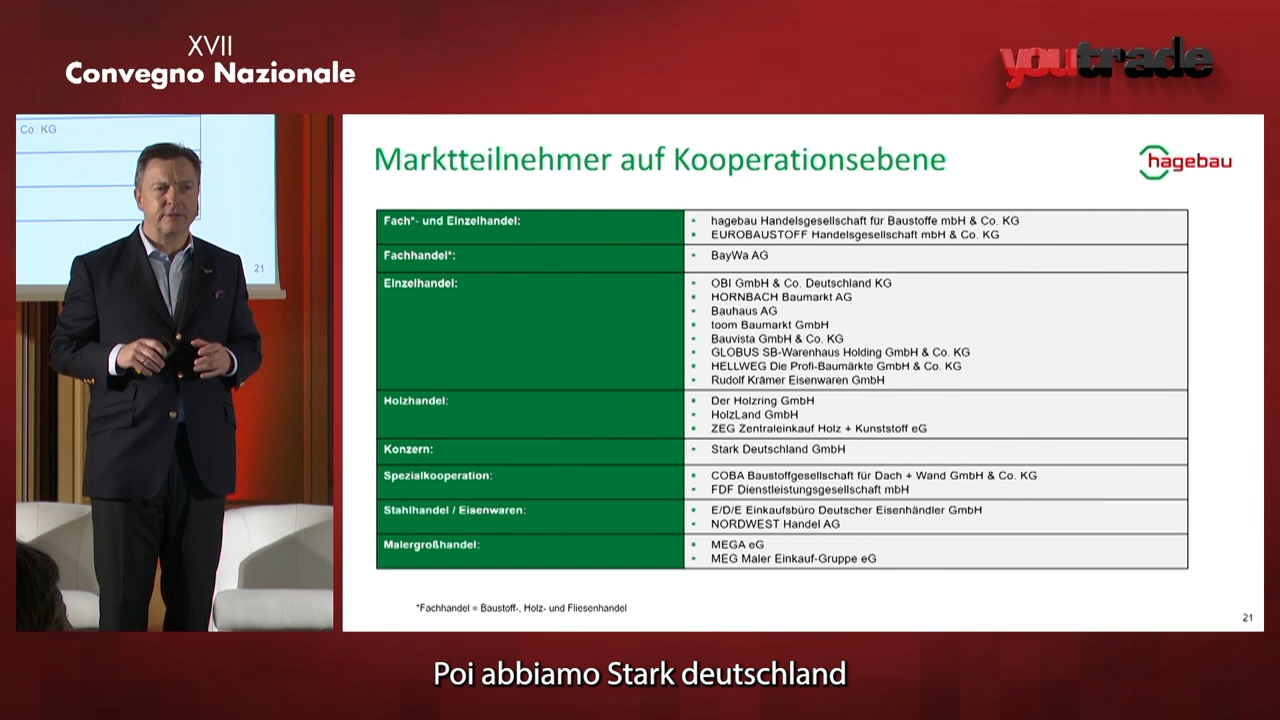 XVII
Convegno Nazionale
youtrade
Co. KG
21
Marktteilnehmer auf Kooperationsebene
hagebau
Fach*- und Einzelhandel:
hagebau Handelsgesellschaft für Baustoffe mbH & Co. KG
EUROBAUSTOFF Handelsgesellschaft mbH & Co. KG
Fachhandel*:
BayWa AG
Einzelhandel:
OBI GmbH & Co. Deutschland KG
HORNBACH Baumarkt AG
Bauhaus AG
toom Baumarkt GmbH
Bauvista GmbH & Co. KG
GLOBUS SB-Warenhaus Holding GmbH & Co. KG
HELLWEG Die Profi-Baumärkte GmbH & Co. KG
Rudolf Krämer Eisenwaren GmbH
Holzhandel:
Der Holzring GmbH
HolzLand GmbH
ZEG Zentraleinkauf Holz + Kunststoff eG
Konzern:
Stark Deutschland GmbH
Spezialkooperation:
COBA Baustoffgesellschaft für Dach + Wand GmbH & Co. KG
FDF Dienstleistungsgesellschaft mbH
Stahlhandel / Eisenwaren:
E/D/E Einkaufsbüro Deutscher Eisenhändler GmbH
NORDWEST Handel AG
Malergroßhandel:
MEGA eG
MEG Maler Einkauf-Gruppe eG
*Fachhandel = Baustoff-, Holz- und Fliesenhandel
21
Poi abbiamo Stark deutschland